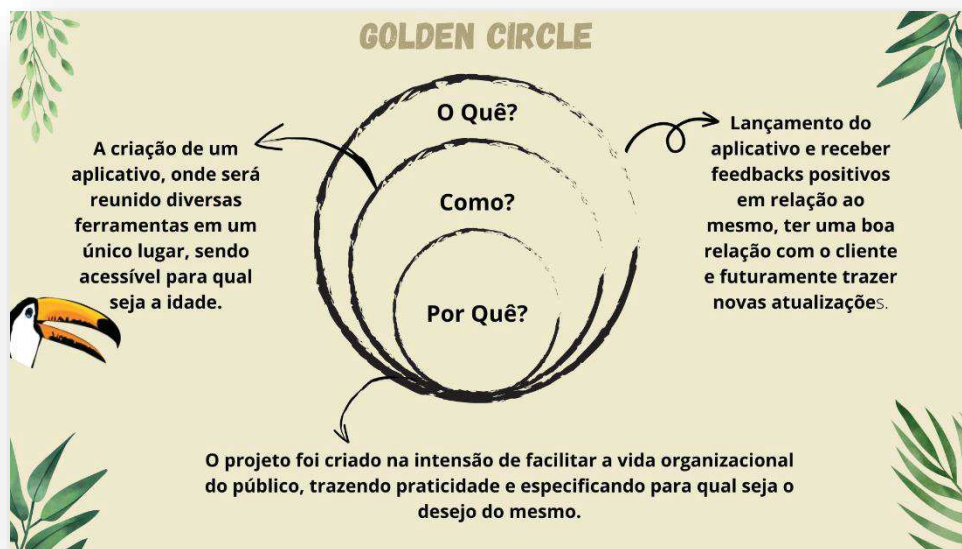 GOLDEN CIRCLE
O Quê?
Como?
Por Quê?
A criação de um
aplicativo, onde será
reunido diversas
ferramentas em um
único lugar, sendo
acessível para qual
seja a idade.
Lançamento do
aplicativo e receber
feedbacks positivos
em relação ao
mesmo, ter uma boa
relação com o cliente
e futuramente trazer
novas atualizações.
O projeto foi criado na intensão de facilitar a vida organizacional
do público, trazendo praticidade e especificando para qual seja o
desejo do mesmo.